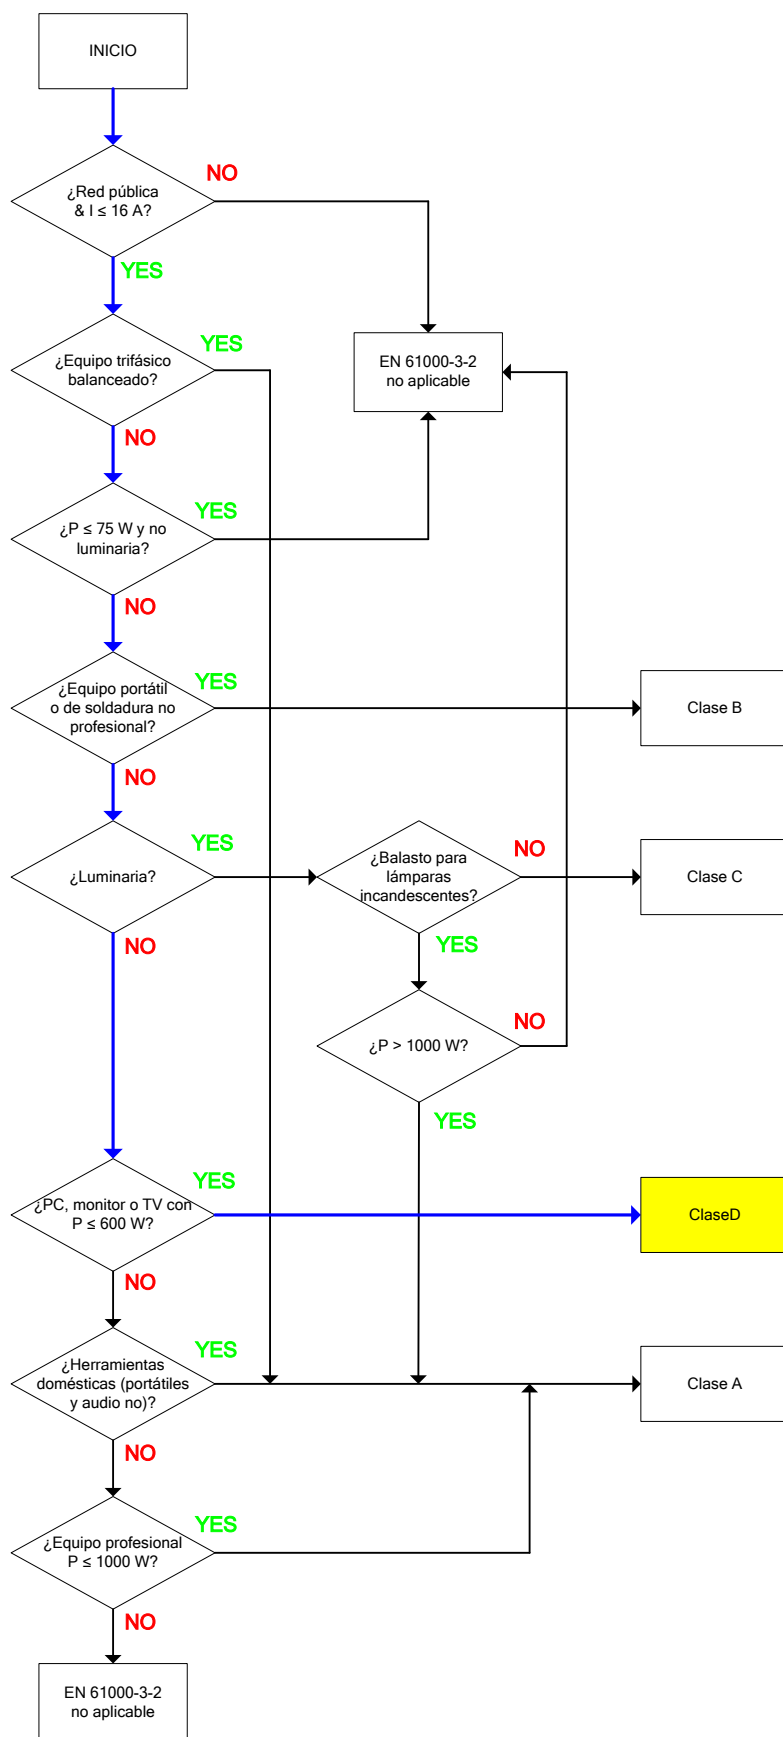 INICIO
NO
¿Red pública
& I ≤ 16 A?
YES
YES
¿Equipo trifásico
balanceado?
EN 61000-3-2
no aplicable
NO
YES
¿P ≤ 75 W y no
luminaria?
NO
YES
¿Equipo portátil
o de soldadura no
profesional?
Clase B
NO
YES
NO
¿Luminaria?
¿Balasto para
lámparas
incandescentes?
Clase C
NO
YES
NO
¿P > 1000 W?
YES
YES
¿PC, monitor o TV con
P ≤ 600 W?
ClaseD
NO
YES
¿Herramientas
domésticas (portátiles
y audio no)?
Clase A
NO
YES
¿Equipo profesional
P ≤ 1000 W?
NO
EN 61000-3-2
no aplicable